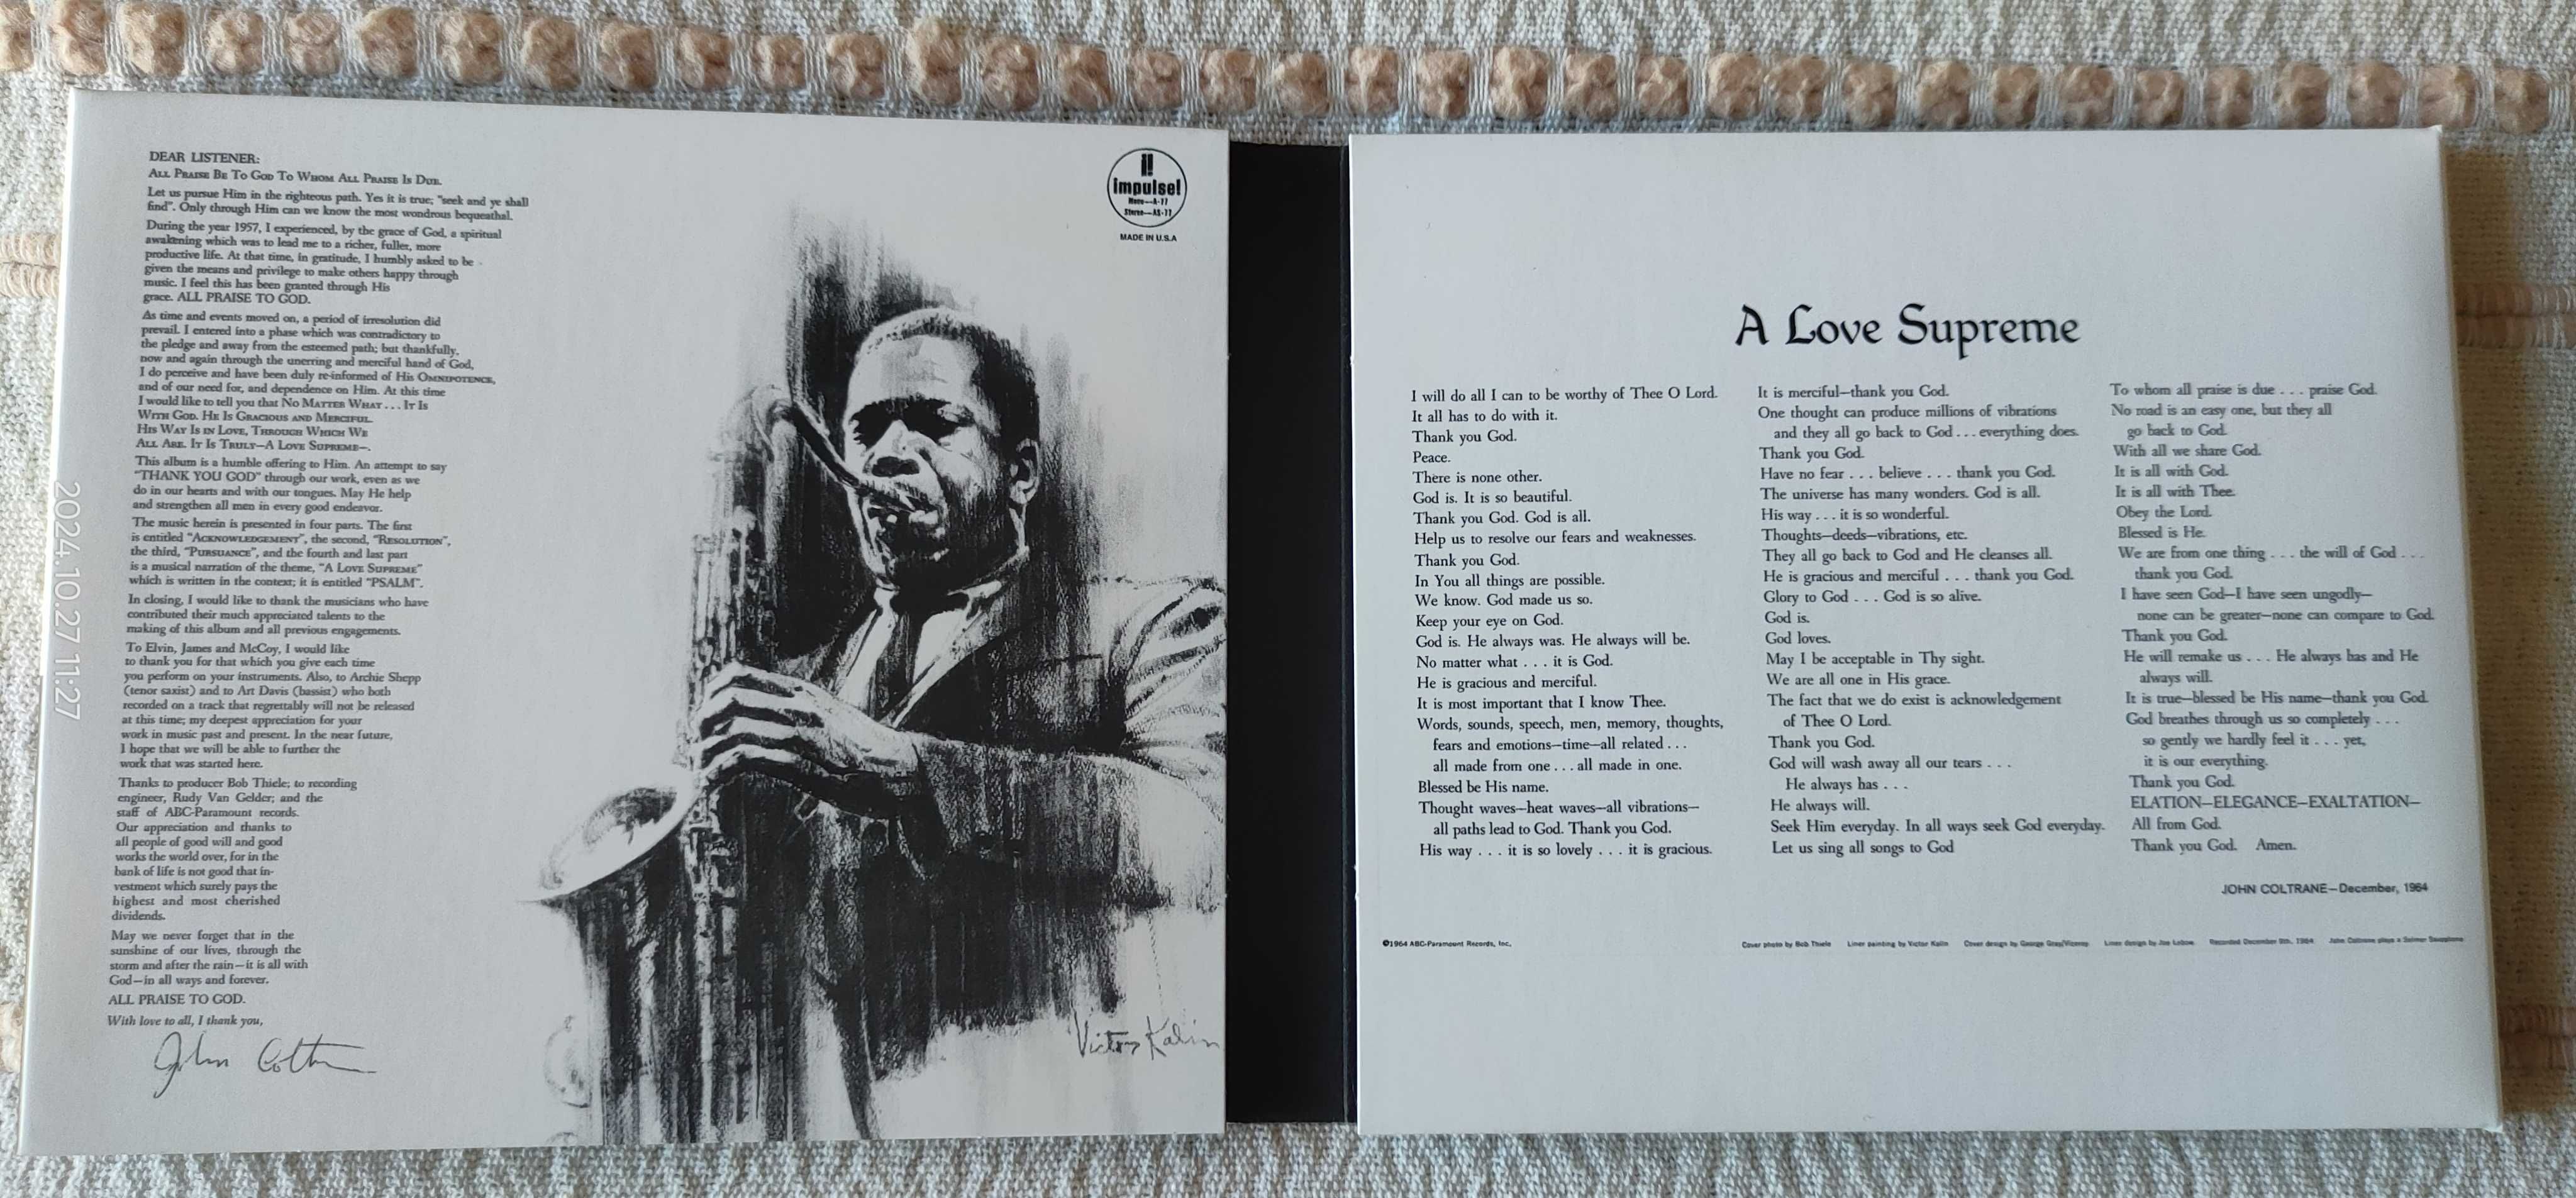 DEAR LISTENER:
ALL PRAISE BE TO GOD TO WHOM ALL PRAISE IS DUE.
Let us pursue Him in the righteous path. Yes it is true; "seek and ye shall
find". Only through Him can we know the most wondrous bequeathal.
During the year 1957, I experienced, by the grace of God, a spiritual
awakening which was to lead me to a richer, fuller, more
productive life. At that time, in gratitude, I humbly asked to be
given the means and privilege to make others happy through
music. I feel this has been granted through His
grace. ALL PRAISE TO GOD.
As time and events moved on, a period of irresolution did
prevail. I entered into a phase which was contradictory to
the pledge and away from the esteemed path; but thankfully,
now and again through the unerring and merciful hand of God,
I do perceive and have been duly re-informed of His OMNIPOTENCE,
and of our need for, and dependence on Him. At this time
I would like to tell you that NO MATTER WHAT... IT IS
WITH GOD. HE IS GRACIOUS AND MERCIFUL.
HIS WAY IS IN LOVE, THROUGH WHICH WE
ALL ARE. IT IS TRULY—A LOVE SUPREME—.
This album is a humble offering to Him. An attempt to say
"THANK YOU GOD" through our work, even as we
do in our hearts and with our tongues. May He help
and strengthen all men in every good endeavor.
The music herein is presented in four parts. The first
is entitled "ACKNOWLEDGEMENT", the second, "RESOLUTION",
the third, "PURSUANCE", and the fourth and last part
is a musical narration of the theme, "A LOVE SUPREME"
which is written in the context; it is entitled "PSALM".
In closing, I would like to thank the musicians who have
contributed their much appreciated talents to the
making of this album and all previous engagements.
To Elvin, James and McCoy, I would like
to thank you for that which you give each time
you perform on your instruments. Also, to Archie Shepp
(tenor saxist) and to Art Davis (bassist) who both
recorded on a track that regrettably will not be released
at this time; my deepest appreciation for your
work in music past and present. In the near future,
I hope that we will be able to further the
work that was started here.
Thanks to producer Bob Thiele; to recording
engineer, Rudy Van Gelder; and the
staff of ABC-Paramount records.
Our appreciation and thanks to
all people of good will and good
works the world over, for in the
bank of life is not good that in-
vestment which surely pays the
highest and most cherished
dividends.
May we never forget that in the
sunshine of our lives, through the
storm and after the rain—it is all with
God—in all ways and forever.
ALL PRAISE TO GOD.
With love to all, I thank you,
John Coltrane
impulse!
Mono—A-77
Stereo—AS-77
MADE IN U.S.A
Victor Kalin
A Love Supreme
I will do all I can to be worthy of Thee O Lord.
It all has to do with it.
Thank you God.
Peace.
There is none other.
God is. It is so beautiful.
Thank you God. God is all.
Help us to resolve our fears and weaknesses.
Thank you God.
In You all things are possible.
We know. God made us so.
Keep your eye on God.
God is. He always was. He always will be.
No matter what . . . it is God.
He is gracious and merciful.
It is most important that I know Thee.
Words, sounds, speech, men, memory, thoughts,
fears and emotions—time—all related . . .
all made from one . . . all made in one.
Blessed be His name.
Thought waves—heat waves—all vibrations—
all paths lead to God. Thank you God.
His way . . . it is so lovely . . . it is gracious.
It is merciful—thank you God.
One thought can produce millions of vibrations
and they all go back to God . . . everything does.
Thank you God.
Have no fear . . . believe . . . thank you God.
The universe has many wonders. God is all.
His way . . . it is so wonderful.
Thoughts—deeds—vibrations, etc.
They all go back to God and He cleanses all.
He is gracious and merciful . . . thank you God.
Glory to God . . . God is so alive.
God is.
God loves.
May I be acceptable in Thy sight.
We are all one in His grace.
The fact that we do exist is acknowledgement
of Thee O Lord.
Thank you God.
God will wash away all our tears . . .
He always has . . .
He always will.
Seek Him everyday. In all ways seek God everyday.
Let us sing all songs to God
To whom all praise is due . . . praise God.
No road is an easy one, but they all
go back to God.
With all we share God.
It is all with God.
It is all with Thee.
Obey the Lord.
Blessed is He.
We are from one thing . . . the will of God . . .
thank you God.
I have seen God—I have seen ungodly—
none can be greater—none can compare to God.
Thank you God.
He will remake us . . . He always has and He
always will.
It is true—blessed be His name—thank you God.
God breathes through us so completely . . .
so gently we hardly feel it . . . yet,
it is our everything.
Thank you God.
ELATION—ELEGANCE—EXALTATION—
All from God.
Thank you God. Amen.
JOHN COLTRANE—December, 1964
©1964 ABC-Paramount Records, Inc.
Cover photo by Bob Thiele Liner painting by Victor Kalin Cover design by George Gray/Viceroy Liner design by Joe Lebow Recorded December 9th, 1964 John Coltrane plays a Selmer Saxophone
2024.10.27 11:27